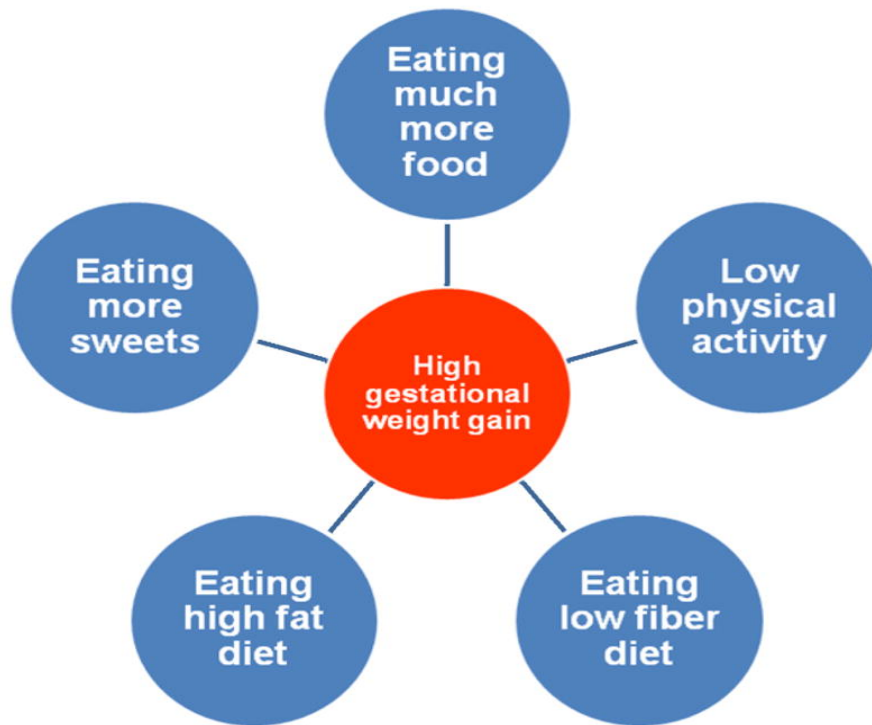 Eating
much
more
food
Eating
more
sweets
Low
physical
activity
High
gestational
weight gain
Eating
high fat
diet
Eating
low fiber
diet